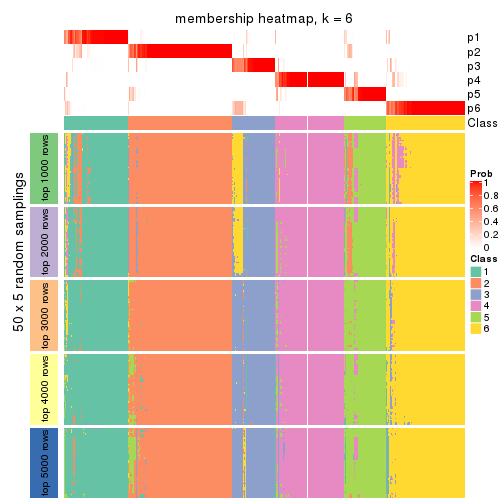 membership heatmap, k = 6
p1
p2
p3
p4
p5
p6
Class
50 x 5 random samplings
top 1000 rows
top 2000 rows
top 3000 rows
top 4000 rows
top 5000 rows
Prob
1
0.8
0.6
0.4
0.2
0
Class
1
2
3
4
5
6